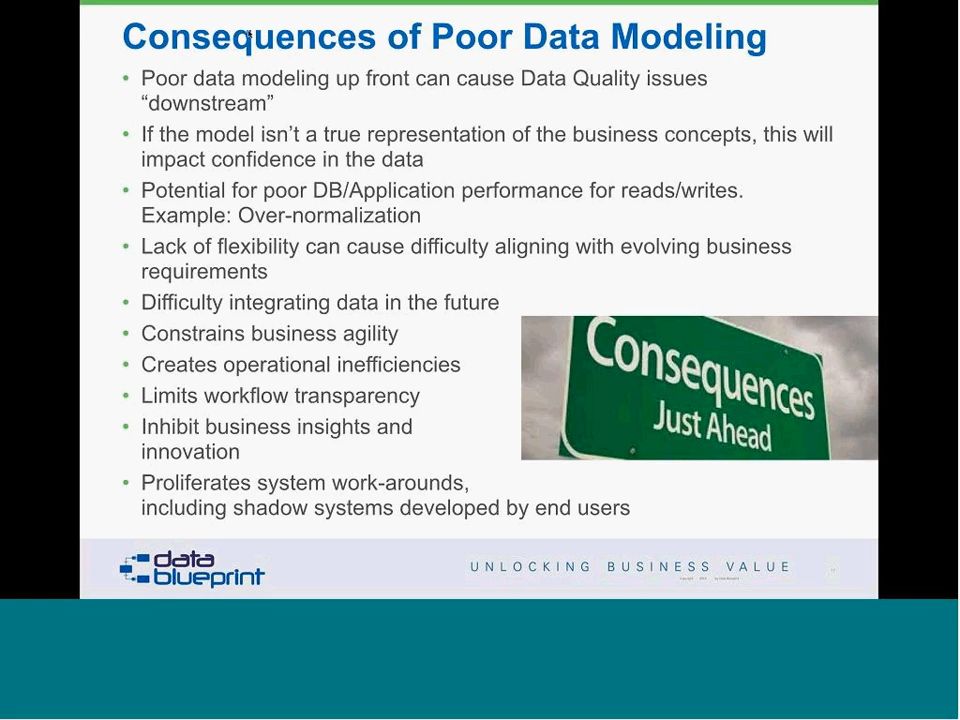 Consequences of Poor Data Modeling
• Poor data modeling up front can cause Data Quality issues
“downstream”
• If the model isn’t a true representation of the business concepts, this will
impact confidence in the data
• Potential for poor DB/Application performance for reads/writes.
Example: Over-normalization
• Lack of flexibility can cause difficulty aligning with evolving business
requirements
• Difficulty integrating data in the future
• Constrains business agility
• Creates operational inefficiencies
• Limits workflow transparency
• Inhibit business insights and
innovation
• Proliferates system work-arounds,
including shadow systems developed by end users
Consequences
Just Ahead
data
blueprint
UNLOCKING BUSINESS VALUE